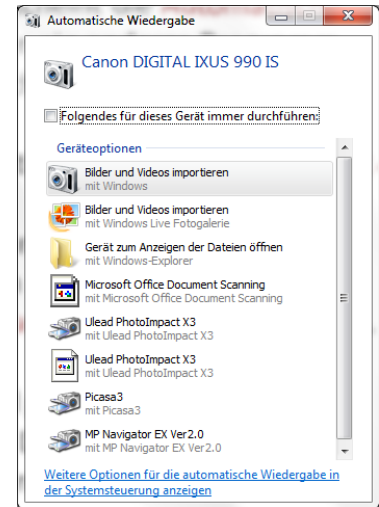 Automatische Wiedergabe
Canon DIGITAL IXUS 990 IS
Folgendes für dieses Gerät immer durchführen:
Geräteoptionen
Bilder und Videos importieren
mit Windows
Bilder und Videos importieren
mit Windows Live Fotogalerie
Gerät zum Anzeigen der Dateien öffnen
mit Windows-Explorer
Microsoft Office Document Scanning
mit Microsoft Office Document Scanning
Ulead PhotoImpact X3
mit Ulead PhotoImpact X3
Ulead PhotoImpact X3
mit Ulead PhotoImpact X3
Picasa3
mit Picasa3
MP Navigator EX Ver2.0
mit MP Navigator EX Ver2.0
Weitere Optionen für die automatische Wiedergabe in
der Systemsteuerung anzeigen